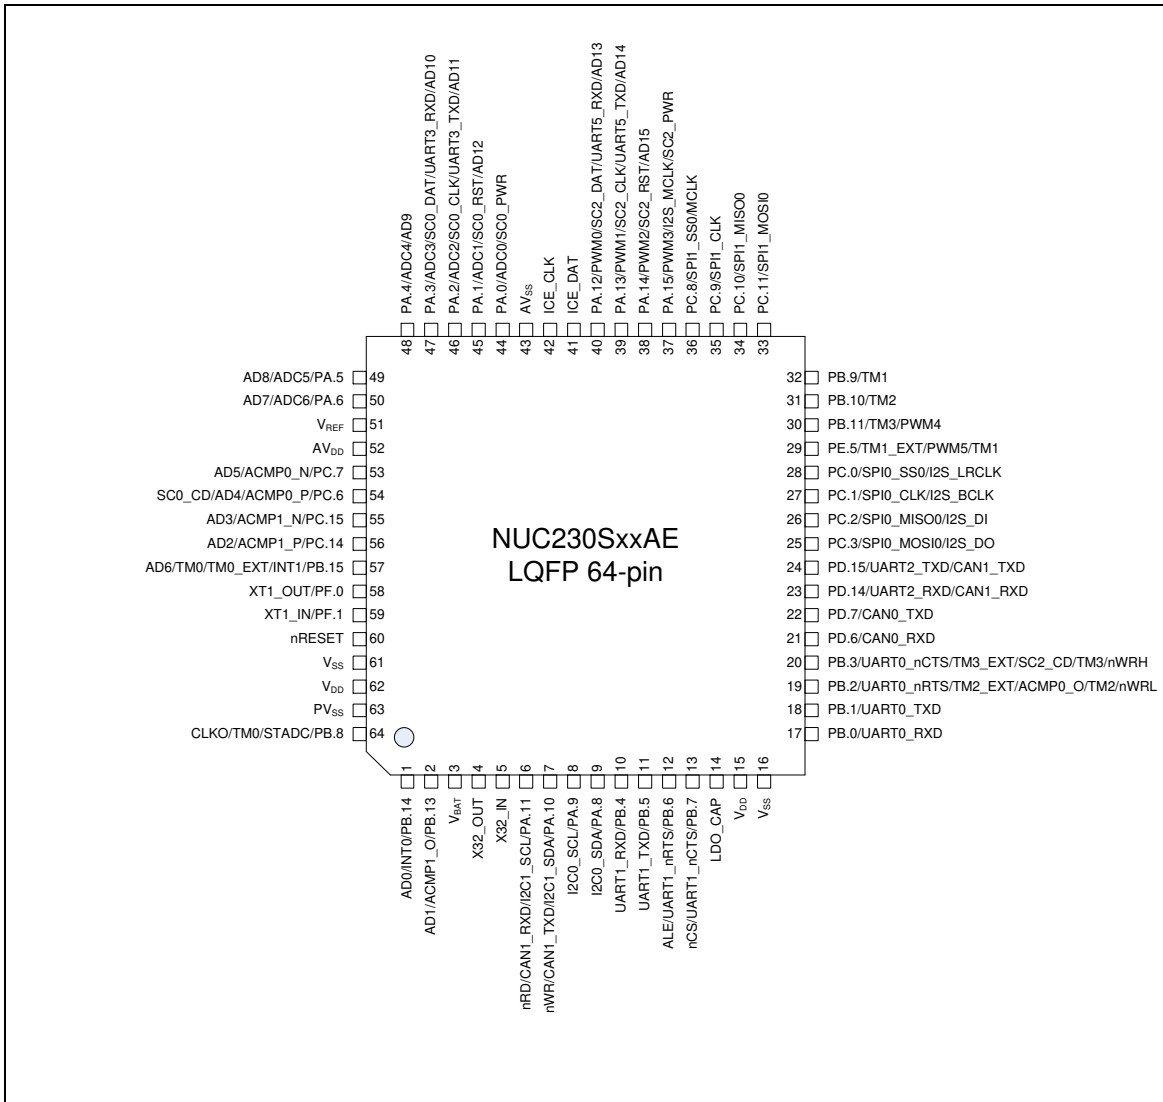 PA.4/ADC4/AD9
PA.3/ADC3/SC0_DAT/UART3_RXD/AD10
PA.2/ADC2/SC0_CLK/UART3_TXD/AD11
PA.1/ADC1/SC0_RST/AD12
PA.0/ADC0/SC0_PWR
AVSS
ICE_CLK
ICE_DAT
PA.12/PWM0/SC2_DAT/UART5_RXD/AD13
PA.13/PWM1/SC2_CLK/UART5_TXD/AD14
PA.14/PWM2/SC2_RST/AD15
PA.15/PWM3/I2S_MCLK/SC2_PWR
PC.8/SPI1_SS0/MCLK
PC.9/SPI1_CLK
PC.10/SPI1_MISO0
PC.11/SPI1_MOSI0
48 47 46 45 44 43 42 41 40 39 38 37 36 35 34 33
AD8/ADC5/PA.5 49
AD7/ADC6/PA.6 50
VREF 51
AVDD 52
AD5/ACMP0_N/PC.7 53
SC0_CD/AD4/ACMP0_P/PC.6 54
AD3/ACMP1_N/PC.15 55
AD2/ACMP1_P/PC.14 56
AD6/TM0/TM0_EXT/INT1/PB.15 57
XT1_OUT/PF.0 58
XT1_IN/PF.1 59
nRESET 60
VSS 61
VDD 62
PVSS 63
CLKO/TM0/STADC/PB.8 64
NUC230SxxAE
LQFP 64-pin
32 PB.9/TM1
31 PB.10/TM2
30 PB.11/TM3/PWM4
29 PE.5/TM1_EXT/PWM5/TM1
28 PC.0/SPI0_SS0/I2S_LRCLK
27 PC.1/SPI0_CLK/I2S_BCLK
26 PC.2/SPI0_MISO0/I2S_DI
25 PC.3/SPI0_MOSI0/I2S_DO
24 PD.15/UART2_TXD/CAN1_TXD
23 PD.14/UART2_RXD/CAN1_RXD
22 PD.7/CAN0_TXD
21 PD.6/CAN0_RXD
20 PB.3/UART0_nCTS/TM3_EXT/SC2_CD/TM3/nWRH
19 PB.2/UART0_nRTS/TM2_EXT/ACMP0_O/TM2/nWRL
18 PB.1/UART0_TXD
17 PB.0/UART0_RXD
1 2 3 4 5 6 7 8 9 10 11 12 13 14 15 16
AD0/INT0/PB.14
AD1/ACMP1_O/PB.13
VBAT
X32_OUT
X32_IN
nRD/CAN1_RXD/I2C1_SCL/PA.11
nWR/CAN1_TXD/I2C1_SDA/PA.10
I2C0_SCL/PA.9
I2C0_SDA/PA.8
UART1_RXD/PB.4
UART1_TXD/PB.5
ALE/UART1_nRTS/PB.6
nCS/UART1_nCTS/PB.7
LDO_CAP
VDD
VSS